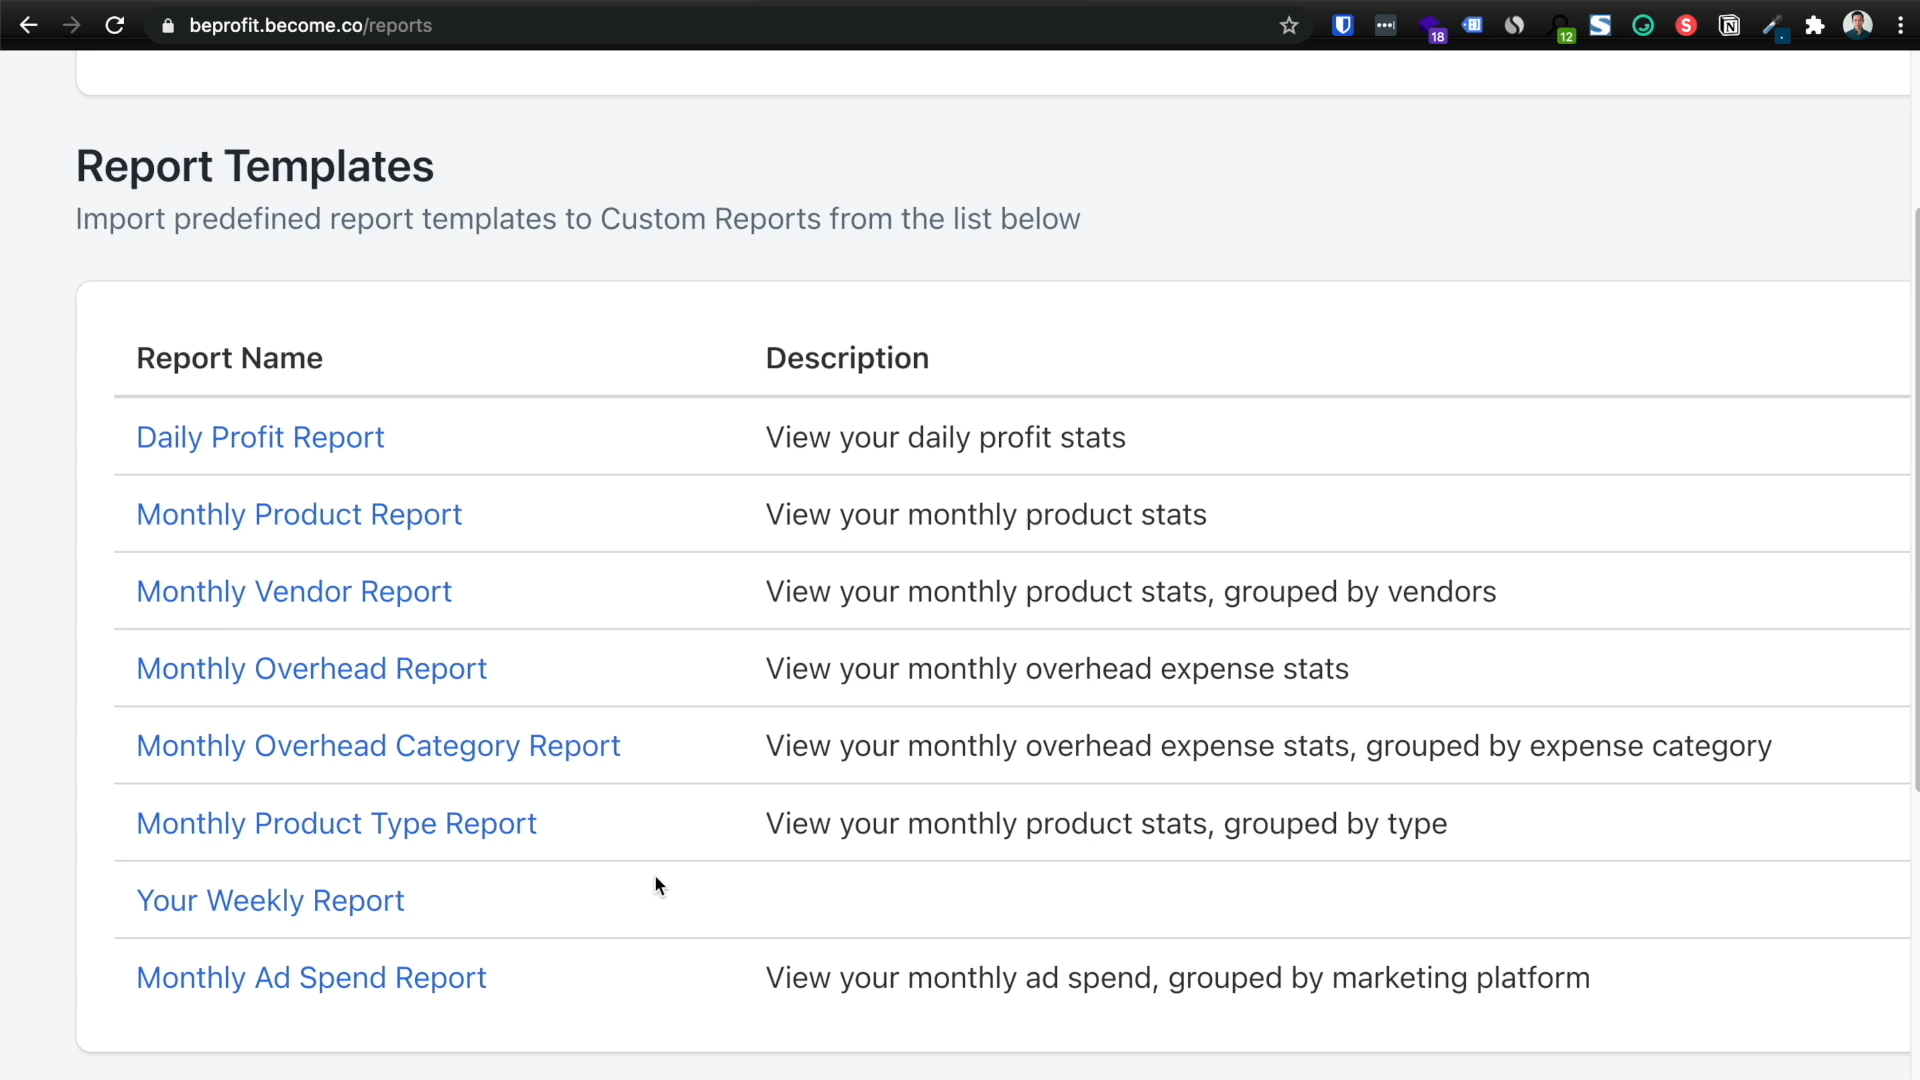 beprofit.become.co/reports
18
12
Report Templates
Import predefined report templates to Custom Reports from the list below
Report Name Description
Daily Profit Report View your daily profit stats
Monthly Product Report View your monthly product stats
Monthly Vendor Report View your monthly product stats, grouped by vendors
Monthly Overhead Report View your monthly overhead expense stats
Monthly Overhead Category Report View your monthly overhead expense stats, grouped by expense category
Monthly Product Type Report View your monthly product stats, grouped by type
Your Weekly Report
Monthly Ad Spend Report View your monthly ad spend, grouped by marketing platform